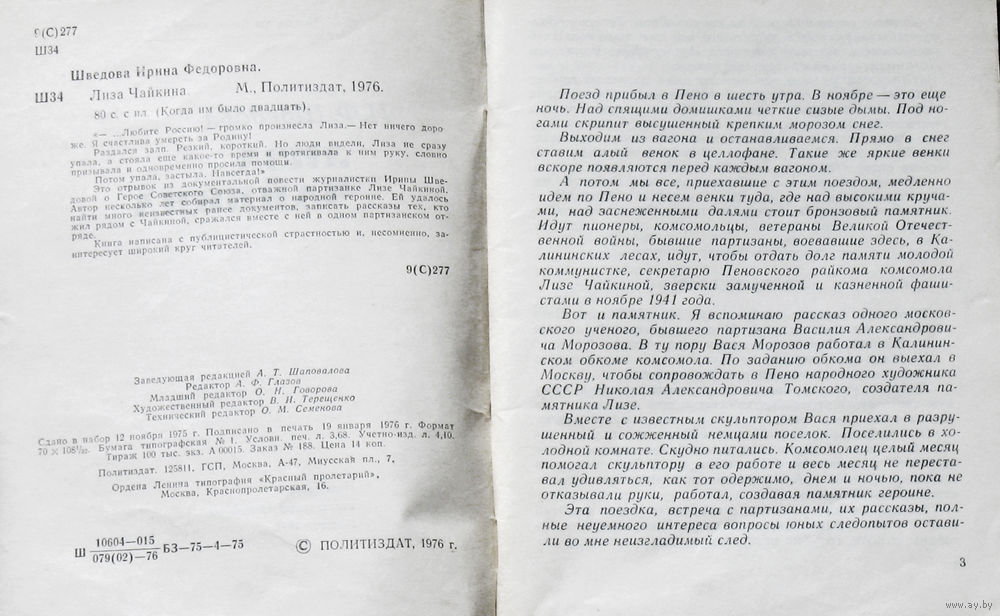 9(С)277
Ш34
Шведова Ирина Федоровна.
Ш34 Лиза Чайкина. М., Политиздат, 1976.
80 с. с ил. (Когда им было двадцать).
«— ...Любите Россию! — громко произнесла Лиза.— Нет ничего доро-
же. Я счастлива умереть за Родину!
Раздался залп. Резкий, короткий. Но люди видели, Лиза не сразу
упала, а стояла еще какое-то время и протягивала к ним руку, словно
призывала и одновременно просила помощи.
Потом упала, застыла. Навсегда!»
Это отрывок из документальной повести журналистки Ирины Шве-
довой о Герое Советского Союза, отважной партизанке Лизе Чайкиной.
Автор несколько лет собирал материал о народной героине. Ей удалось
найти много неизвестных ранее документов, записать рассказы тех, кто
жил рядом с Чайкиной, сражался вместе с ней в одном партизанском от-
ряде.
Книга написана с публицистической страстностью и, несомненно, за-
интересует широкий круг читателей.
9(С)277
Заведующая редакцией А. Т. Шаповалова
Редактор А. Ф. Глазов
Младший редактор О. Н. Говорова
Художественный редактор В. И. Терещенко
Технический редактор О. М. Семенова
Сдано в набор 12 ноября 1975 г. Подписано в печать 19 января 1976 г. Формат
70 × 108¹/₃₂. Бумага типографская № 1. Условн. печ. л. 3,68. Учетно-изд. л. 4,10.
Тираж 100 тыс. экз. А 00015. Заказ № 188. Цена 14 коп.
Политиздат. 125811, ГСП, Москва, А-47, Миусская пл., 7.
Ордена Ленина типография «Красный пролетарий».
Москва, Краснопролетарская, 16.
Ш 10604—015
079(02)—76 БЗ—75—4—75
© ПОЛИТИЗДАТ, 1976 г.
Поезд прибыл в Пено в шесть утра. В ноябре — это еще
ночь. Над спящими домишками четкие сизые дымы. Под но-
гами скрипит высушенный крепким морозом снег.
Выходим из вагона и останавливаемся. Прямо в снег
ставим алый венок в целлофане. Такие же яркие венки
вскоре появляются перед каждым вагоном.
А потом мы все, приехавшие с этим поездом, медленно
идем по Пено и несем венки туда, где над высокими круча-
ми, над заснеженными далями стоит бронзовый памятник.
Идут пионеры, комсомольцы, ветераны Великой Отечест-
венной войны, бывшие партизаны, воевавшие здесь, в Ка-
лининских лесах, идут, чтобы отдать долг памяти молодой
коммунистке, секретарю Пеновского райкома комсомола
Лизе Чайкиной, зверски замученной и казненной фаши-
стами в ноябре 1941 года.
Вот и памятник. Я вспоминаю рассказ одного москов-
ского ученого, бывшего партизана Василия Александрови-
ча Морозова. В ту пору Вася Морозов работал в Калинин-
ском обкоме комсомола. По заданию обкома он выехал в
Москву, чтобы сопровождать в Пено народного художника
СССР Николая Александровича Томского, создателя па-
мятника Лизе.
Вместе с известным скульптором Вася приехал в разру-
шенный и сожженный немцами поселок. Поселились в хо-
лодной комнате. Скудно питались. Комсомолец целый месяц
помогал скульптору в его работе и весь месяц не переста-
вал удивляться, как тот одержимо, днем и ночью, пока не
отказывали руки, работал, создавая памятник героине.
Эта поездка, встреча с партизанами, их рассказы, пол-
ные неуемного интереса вопросы юных следопытов остави-
ли во мне неизгладимый след.
3
www.ay.by